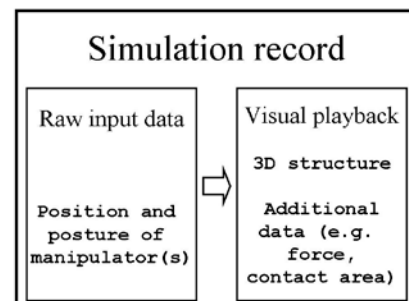 Simulation record
Raw input data
Position and
posture of
manipulator(s)
Visual playback
3D structure
Additional
data (e.g.
force,
contact area)